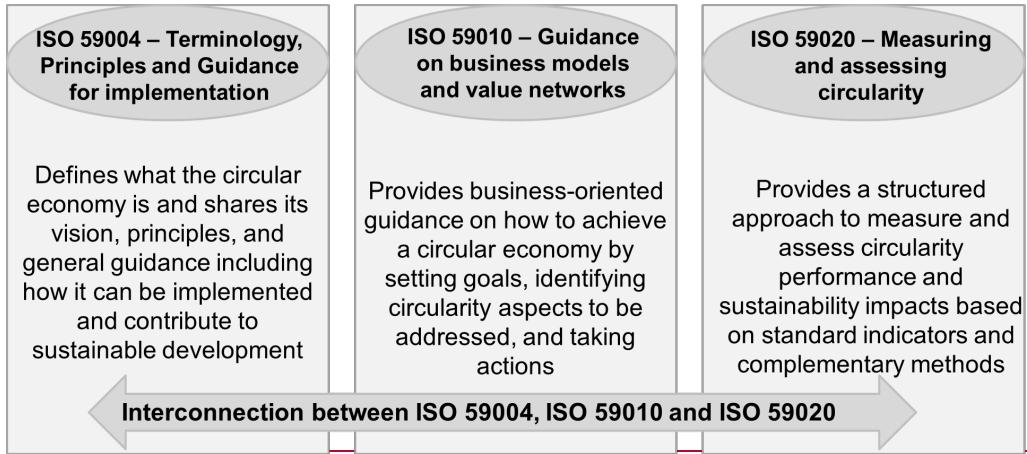 ISO 59004 – Terminology,
Principles and Guidance
for implementation
Defines what the circular
economy is and shares its
vision, principles, and
general guidance including
how it can be implemented
and contribute to
sustainable development
ISO 59010 – Guidance
on business models
and value networks
Provides business-oriented
guidance on how to achieve
a circular economy by
setting goals, identifying
circularity aspects to be
addressed, and taking
actions
ISO 59020 – Measuring
and assessing
circularity
Provides a structured
approach to measure and
assess circularity
performance and
sustainability impacts based
on standard indicators and
complementary methods
Interconnection between ISO 59004, ISO 59010 and ISO 59020